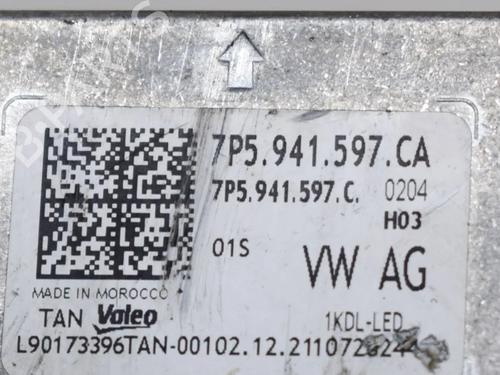 7P5.941.597.CA
7P5.941.597.C. 0204
H03
01S VW AG
MADE IN MOROCCO
TAN Valeo 1KDL-LED